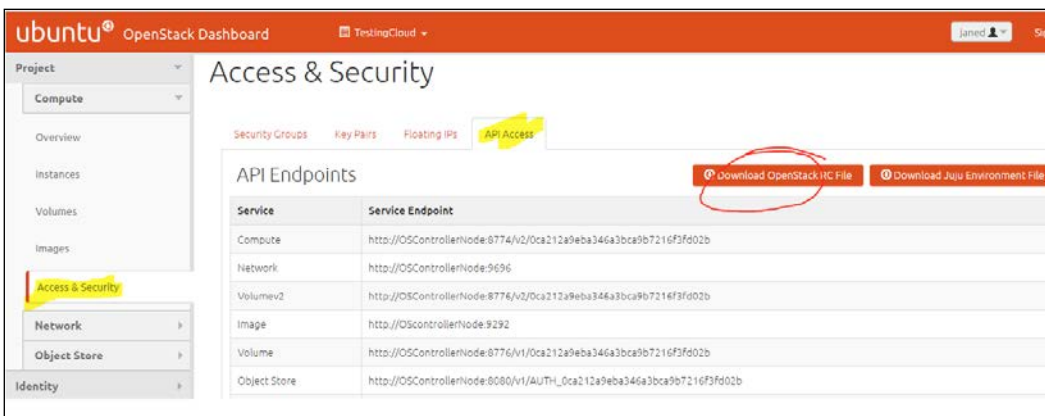 ubuntu® OpenStack Dashboard TestingCloud janed
Project Access & Security
Compute
Overview Security Groups Key Pairs Floating IPs API Access
Instances API Endpoints Download OpenStack RC File Download Juju Environment File
Volumes Service Service Endpoint
Compute http://OSControllerNode:8774/v2/0ca212a9eba346a3bca9b7216f3fd02b
Images Network http://OSControllerNode:9696
Access & Security Volumev2 http://OSControllerNode:8776/v2/0ca212a9eba346a3bca9b7216f3fd02b
Network Image http://OScontrollerNode:9292
Object Store Volume http://OSControllerNode:8776/v1/0ca212a9eba346a3bca9b7216f3fd02b
Identity Object Store http://OSControllerNode:8080/v1/AUTH_0ca212a9eba346a3bca9b7216f3fd02b